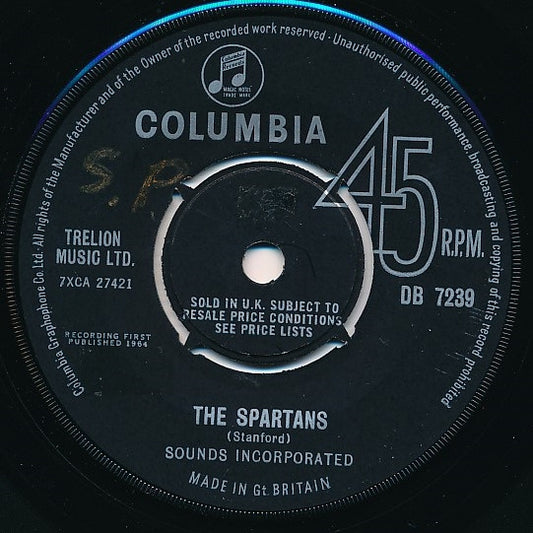 All rights of the Manufacturer and of the Owner of the recorded work reserved · Unauthorised public performance, broadcasting and copying of this record prohibited
Columbia Graphophone Co. Ltd.
MAGIC NOTES
TRADE MARK
COLUMBIA
S.P.
45
R.P.M.
TRELION
MUSIC LTD.
7XCA 27421
DB 7239
SOLD IN U.K. SUBJECT TO
RESALE PRICE CONDITIONS
SEE PRICE LISTS
RECORDING FIRST
PUBLISHED 1964
THE SPARTANS
(Stanford)
SOUNDS INCORPORATED
MADE IN Gt. BRITAIN